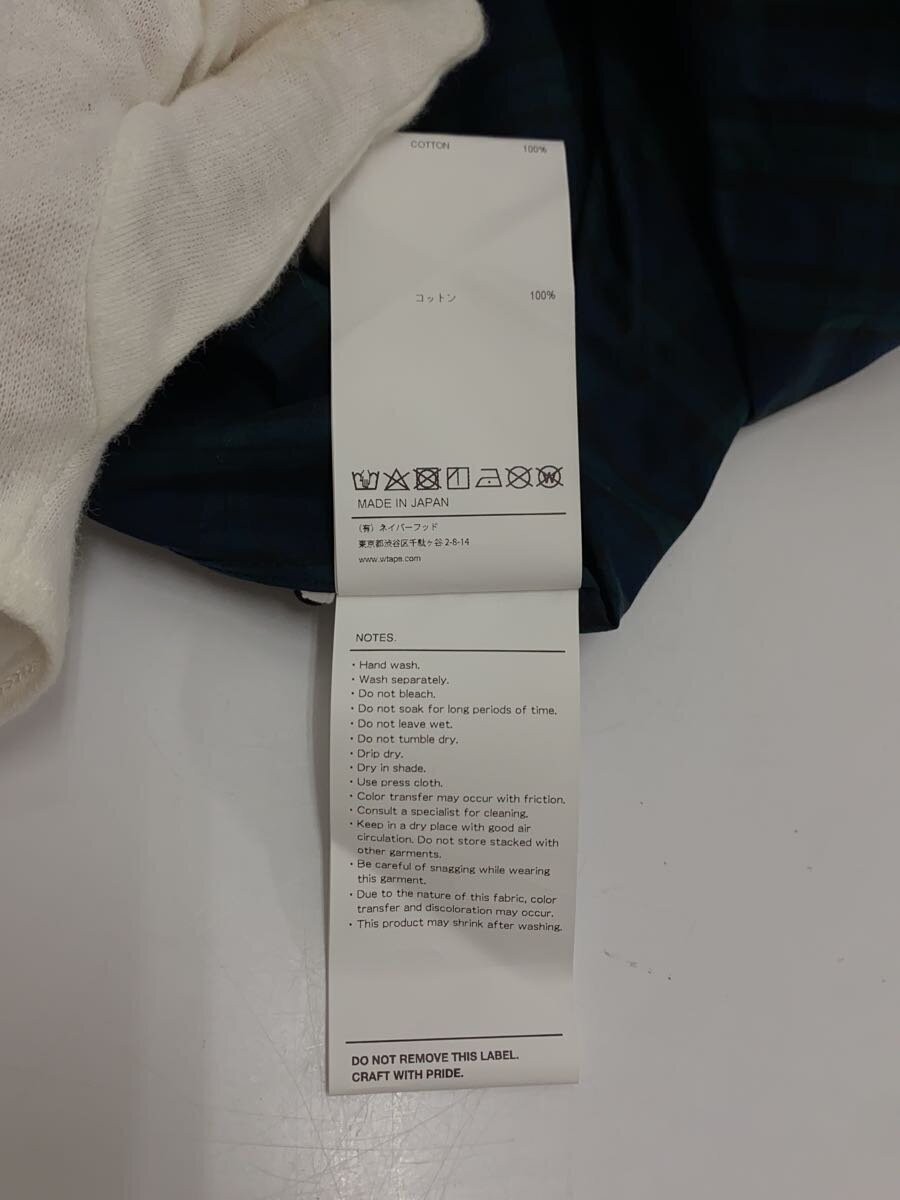 COTTON 100%
コットン 100%
MADE IN JAPAN
(有) ネイバーフッド
東京都渋谷区千駄ヶ谷 2-8-14
www.wtaps.com
NOTES.
・Hand wash.
・Wash separately.
・Do not bleach.
・Do not soak for long periods of time.
・Do not leave wet.
・Do not tumble dry.
・Drip dry.
・Dry in shade.
・Use press cloth.
・Color transfer may occur with friction.
・Consult a specialist for cleaning.
・Keep in a dry place with good air
circulation. Do not store stacked with
other garments.
・Be careful of snagging while wearing
this garment.
・Due to the nature of this fabric, color
transfer and discoloration may occur.
・This product may shrink after washing.
DO NOT REMOVE THIS LABEL.
CRAFT WITH PRIDE.